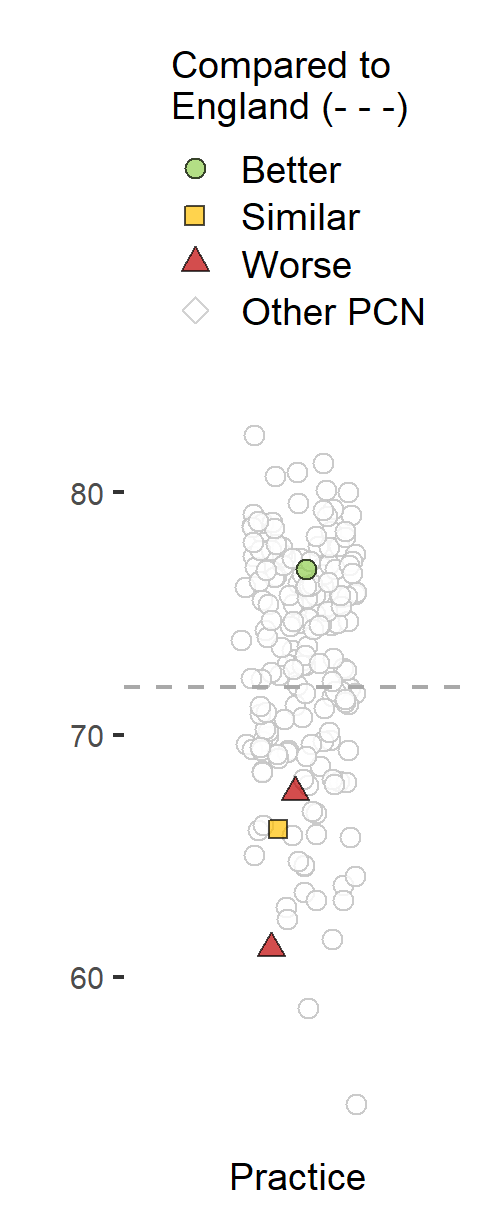 Compared to
England (- - -)
Better
Similar
Worse
Other PCN
80
70
60
Practice